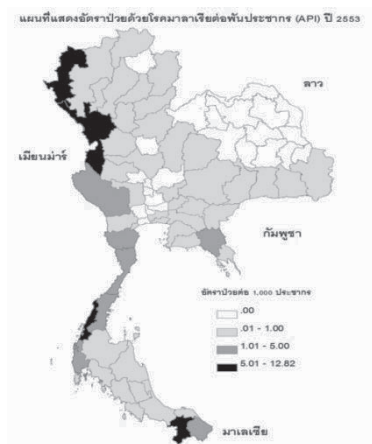 แผนที่แสดงอัตราป่วยด้วยโรคมาลาเรียต่อพันประชากร (API) ปี 2553
ลาว
เมียนม่าร์
กัมพูชา
อัตราป่วยต่อ 1,000 ประชากร
.00
.01 - 1.00
1.01 - 5.00
5.01 - 12.82
มาเลเซีย